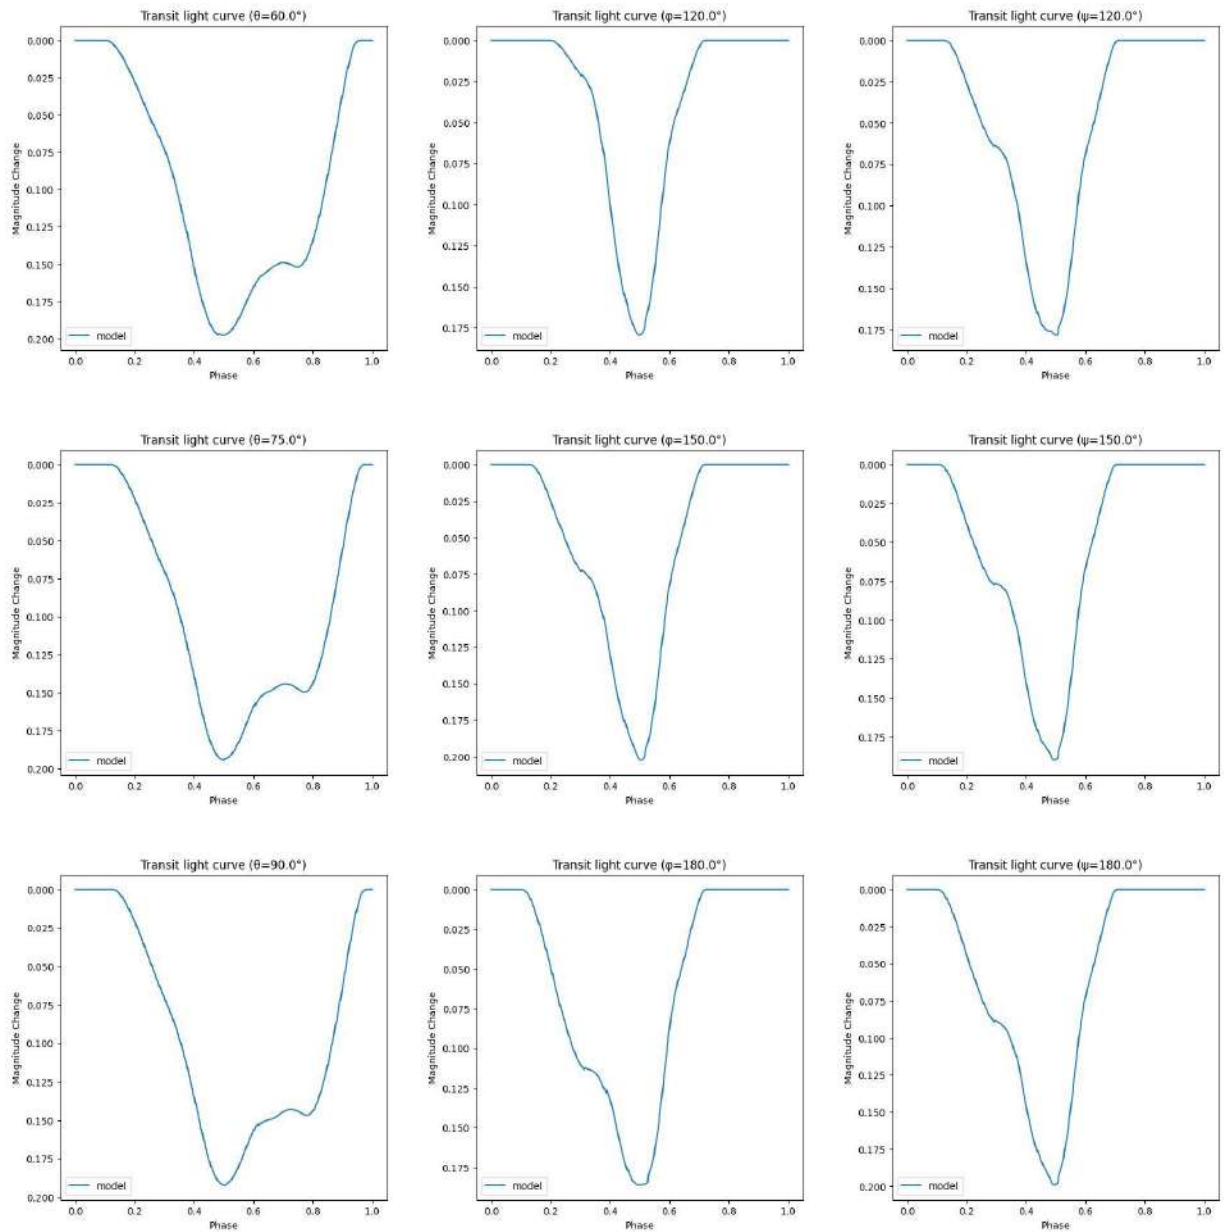 Transit light curve (θ=60.0°)
0.000
0.025
0.050
0.075
0.100
0.125
0.150
0.175
0.200
Magnitude Change
model
0.0 0.2 0.4 0.6 0.8 1.0
Phase
Transit light curve (φ=120.0°)
0.000
0.025
0.050
0.075
0.100
0.125
0.150
0.175
Magnitude Change
model
0.0 0.2 0.4 0.6 0.8 1.0
Phase
Transit light curve (ψ=120.0°)
0.000
0.025
0.050
0.075
0.100
0.125
0.150
0.175
Magnitude Change
model
0.0 0.2 0.4 0.6 0.8 1.0
Phase
Transit light curve (θ=75.0°)
0.000
0.025
0.050
0.075
0.100
0.125
0.150
0.175
0.200
Magnitude Change
model
0.0 0.2 0.4 0.6 0.8 1.0
Phase
Transit light curve (φ=150.0°)
0.000
0.025
0.050
0.075
0.100
0.125
0.150
0.175
0.200
Magnitude Change
model
0.0 0.2 0.4 0.6 0.8 1.0
Phase
Transit light curve (ψ=150.0°)
0.000
0.025
0.050
0.075
0.100
0.125
0.150
0.175
Magnitude Change
model
0.0 0.2 0.4 0.6 0.8 1.0
Phase
Transit light curve (θ=90.0°)
0.000
0.025
0.050
0.075
0.100
0.125
0.150
0.175
0.200
Magnitude Change
model
0.0 0.2 0.4 0.6 0.8 1.0
Phase
Transit light curve (φ=180.0°)
0.000
0.025
0.050
0.075
0.100
0.125
0.150
0.175
Magnitude Change
model
0.0 0.2 0.4 0.6 0.8 1.0
Phase
Transit light curve (ψ=180.0°)
0.000
0.025
0.050
0.075
0.100
0.125
0.150
0.175
0.200
Magnitude Change
model
0.0 0.2 0.4 0.6 0.8 1.0
Phase